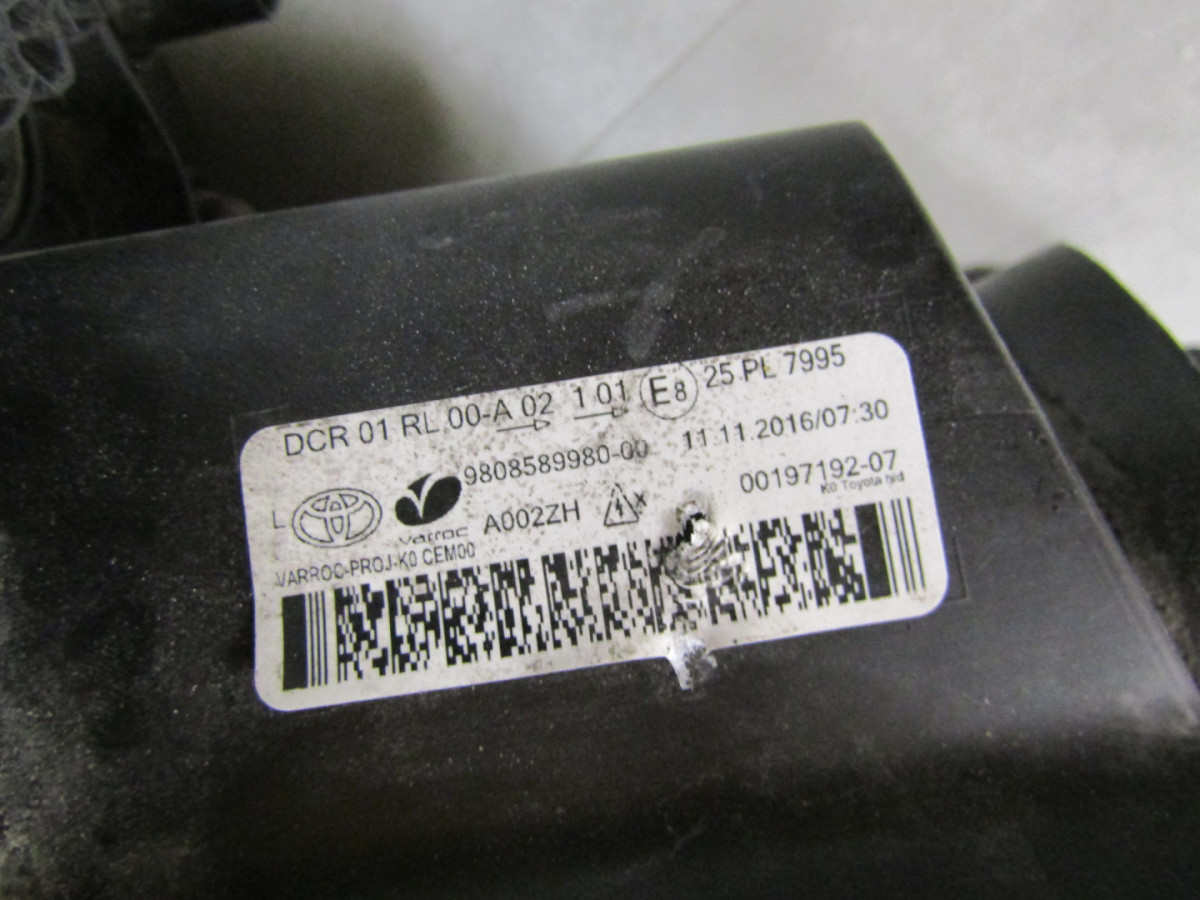 DCR 01 RL 00-A 02 1 01 E8 25 PL 7995
9808589980-00 11.11.2016/07:30
L varroc A002ZH 00197192-07
K0 Toyota
VARROC-PROJ-K0 CEM00